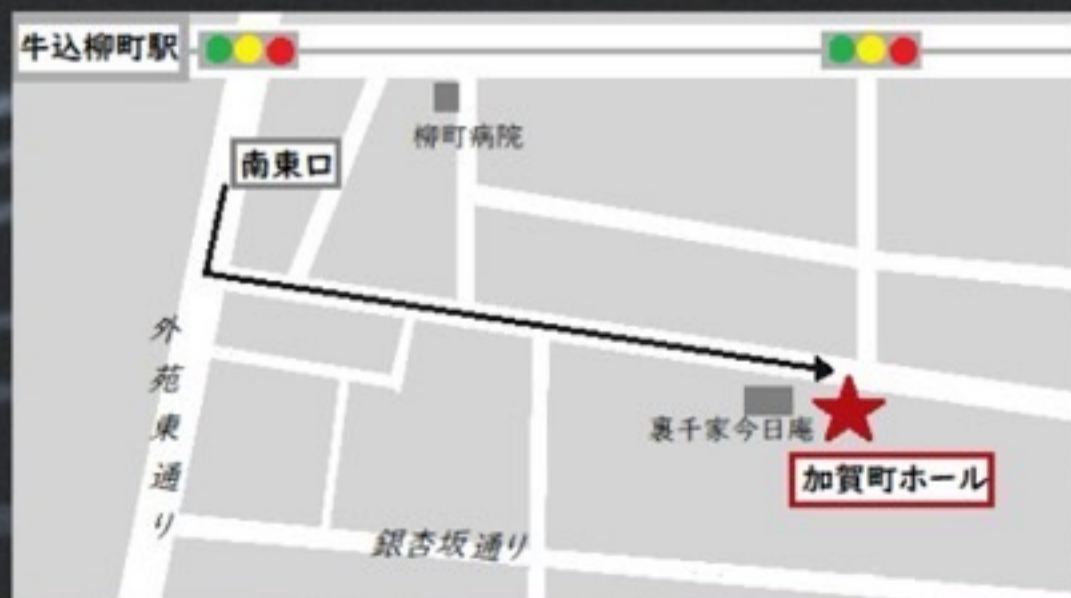 牛込柳町駅
柳町病院
南東口
外苑東通り
裏千家今日庵
加賀町ホール
銀杏坂通り